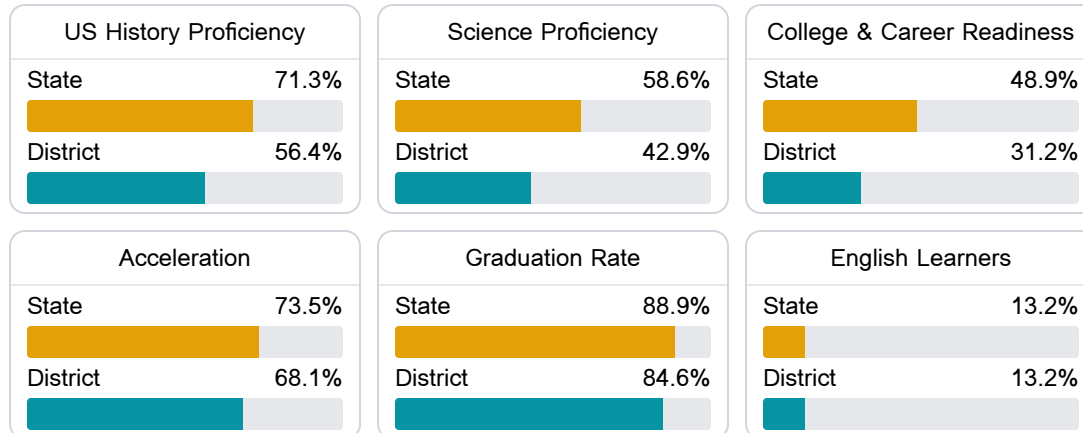 US History Proficiency
State 71.3%
District 56.4%
Science Proficiency
State 58.6%
District 42.9%
College & Career Readiness
State 48.9%
District 31.2%
Acceleration
State 73.5%
District 68.1%
Graduation Rate
State 88.9%
District 84.6%
English Learners
State 13.2%
District 13.2%